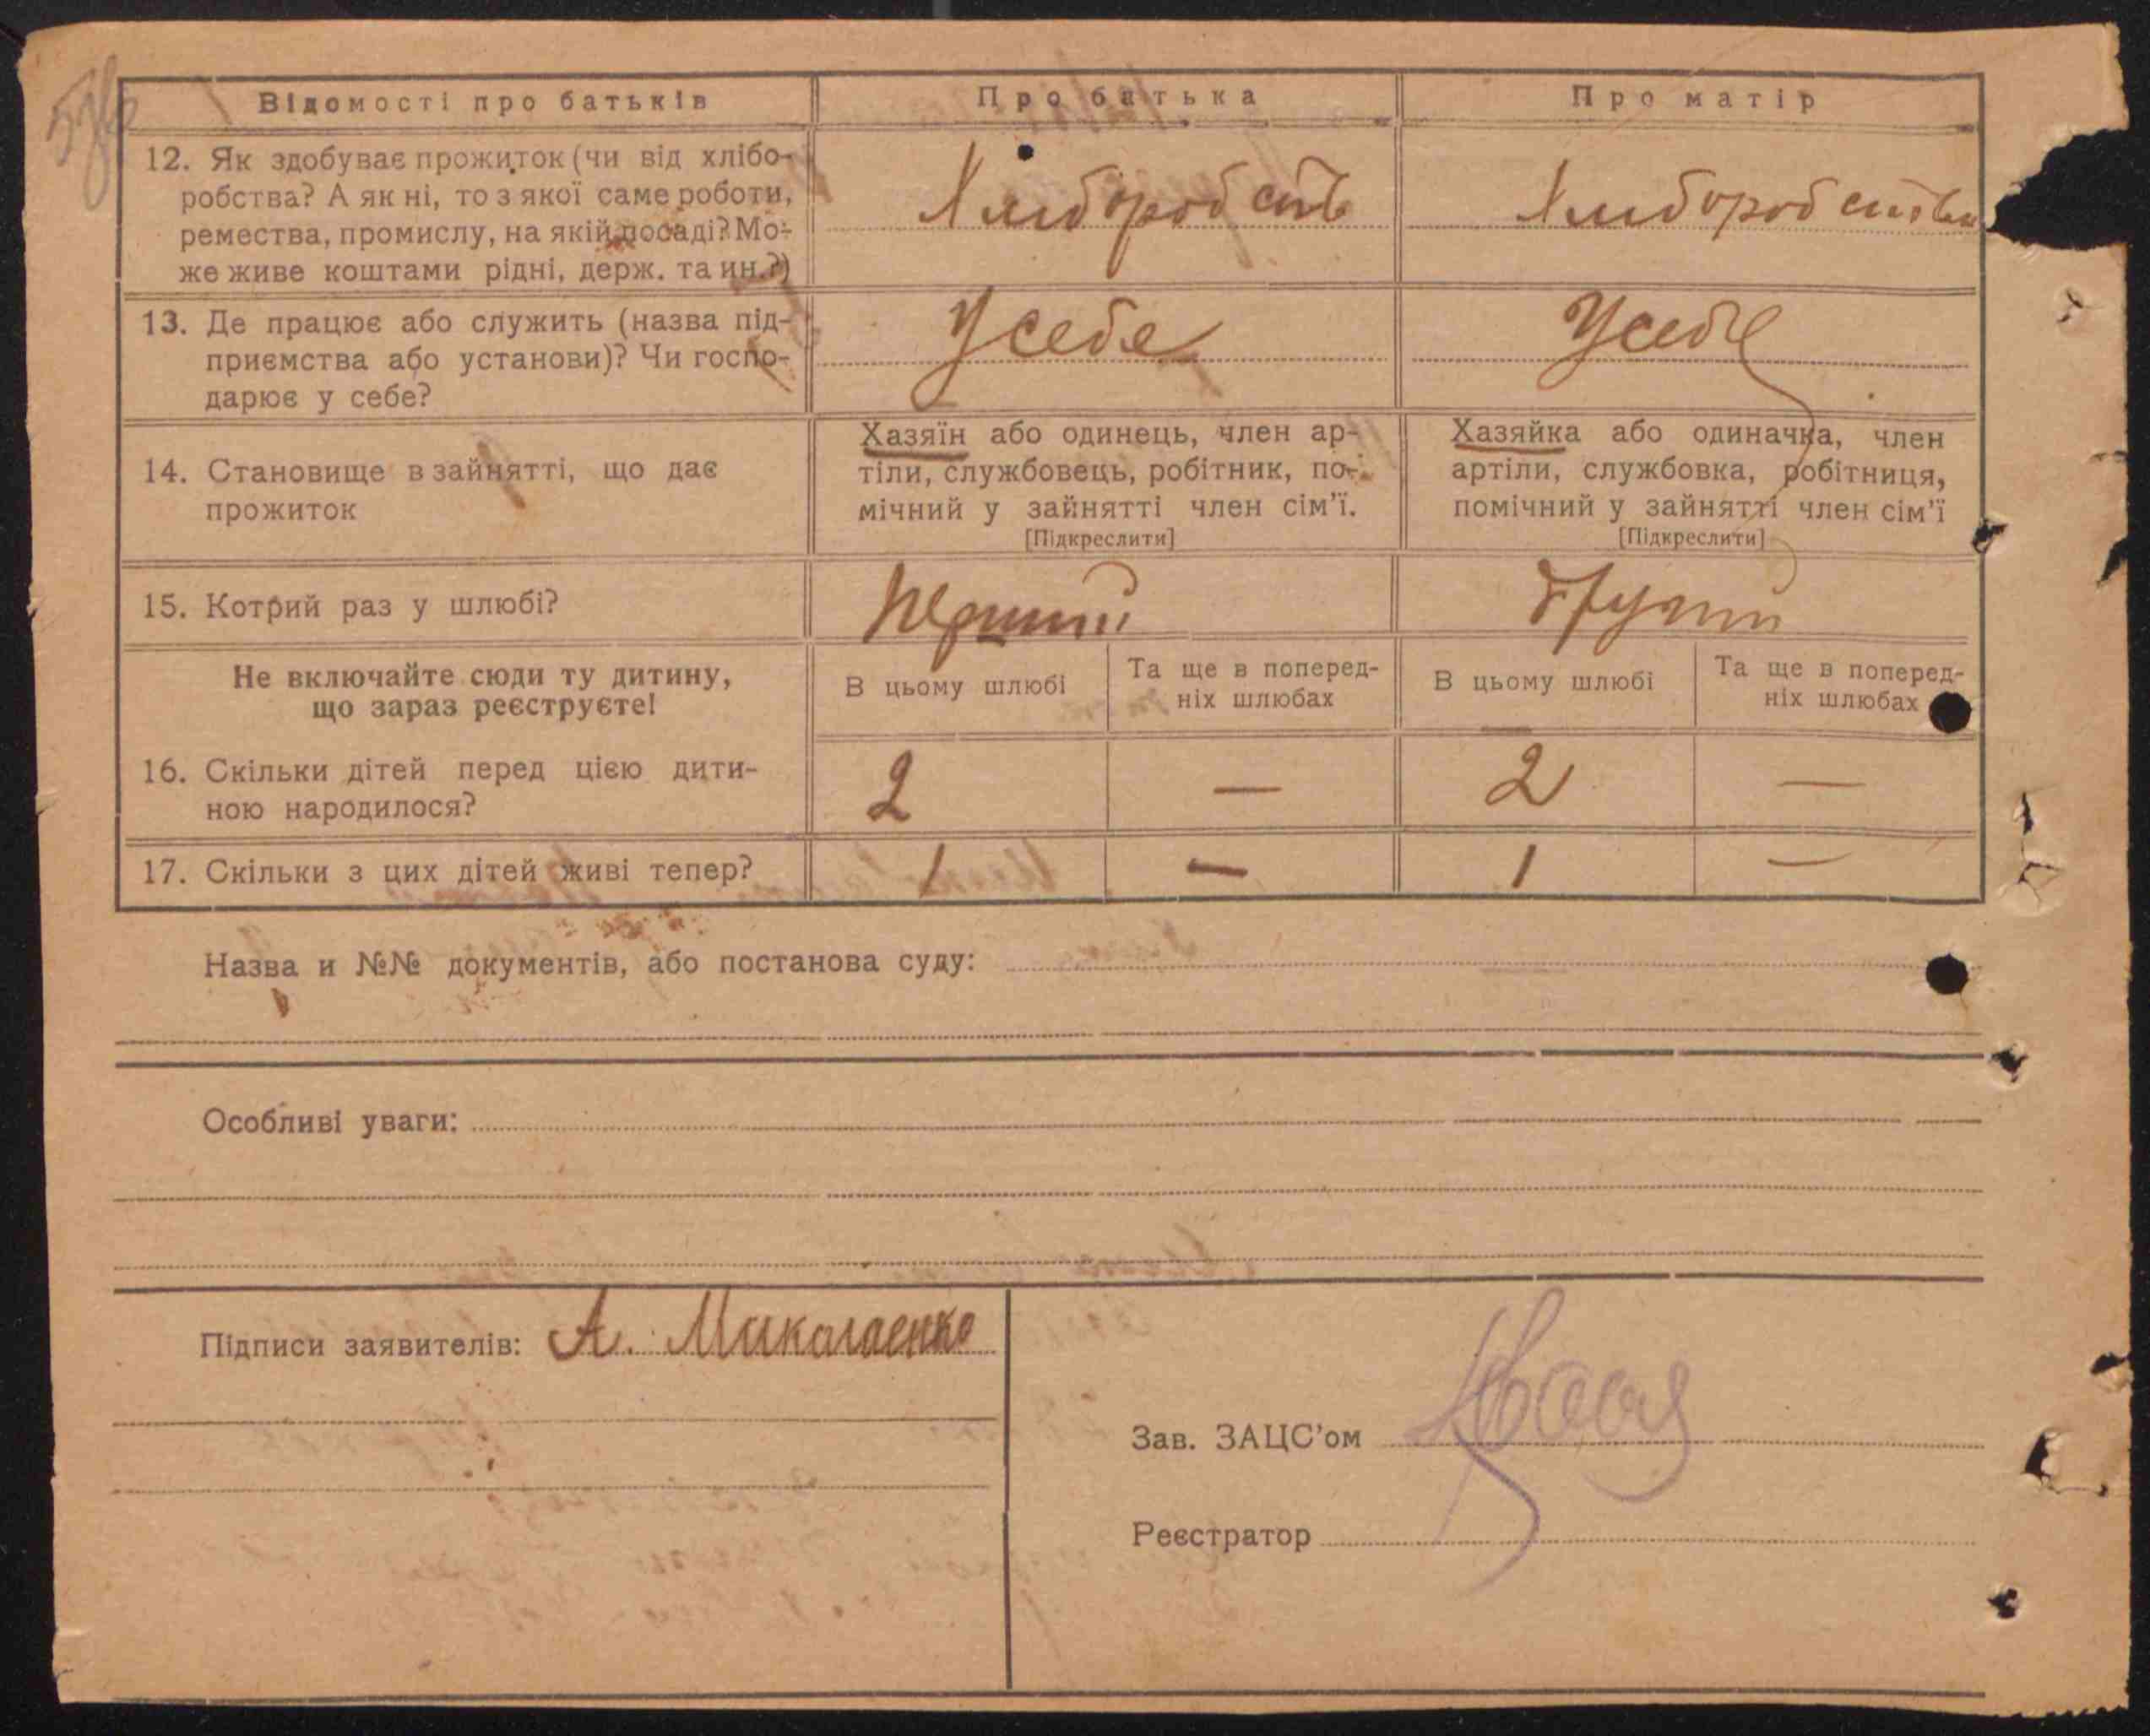 Відомості про батьків
Про батька
Про матір
12. Як здобуває прожиток (чи від хлібо-
робства? А як ні, то з якої саме роботи,
ремества, промислу, на якій посаді? Мо-
же живе коштами рідні, держ. та ин.?)
Хлиборобств
Хлиборобством
13. Де працює або служить (назва під-
приємства або установи)? Чи госпо-
дарює у себе?
У себе
У себе
14. Становище в зайнятті, що дає
прожиток
Хазяїн або одинець, член ар-
тіли, службовець, робітник, по-
мічний у зайнятті член сім'ї.
[Підкреслити]
Хазяйка або одиначка, член
артіли, службовка, робітниця,
помічний у зайнятті член сім'ї
[Підкреслити]
15. Котрий раз у шлюбі?
Перший
Другий
Не включайте сюди ту дитину,
що зараз реєструєте!
В цьому шлюбі
Та ще в поперед-
ніх шлюбах
В цьому шлюбі
Та ще в поперед-
ніх шлюбах
16. Скільки дітей перед цією дити-
ною народилося?
2 — 2 —
17. Скільки з цих дітей живі тепер?
1 — 1 —
Назва и №№ документів, або постанова суду:
Особливі уваги:
Підписи заявителів: А. Миколаенко
Зав. ЗАЦС'ом
Реєстратор